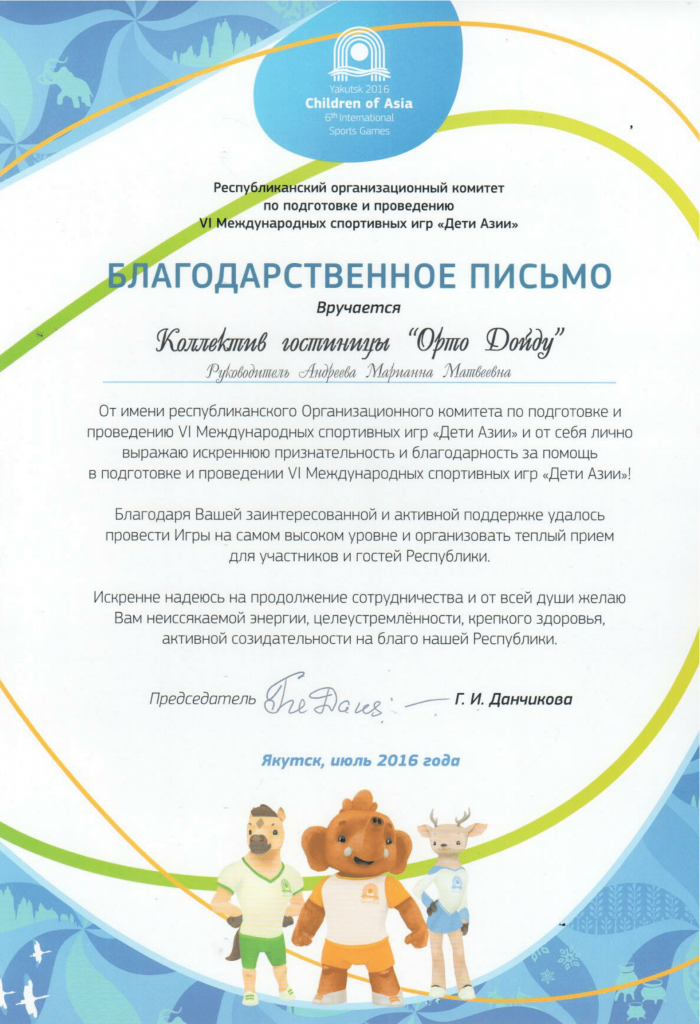 Yakutsk 2016
Children of Asia
6th International
Sports Games
Республиканский организационный комитет
по подготовке и проведению
VI Международных спортивных игр «Дети Азии»
БЛАГОДАРСТВЕННОЕ ПИСЬМО
Вручается
Коллектив гостиницы “Орто Дойду”
Руководитель Андреева Марианна Матвеевна
От имени республиканского Организационного комитета по подготовке и
проведению VI Международных спортивных игр «Дети Азии» и от себя лично
выражаю искреннюю признательность и благодарность за помощь
в подготовке и проведении VI Международных спортивных игр «Дети Азии»!
Благодаря Вашей заинтересованной и активной поддержке удалось
провести Игры на самом высоком уровне и организовать теплый прием
для участников и гостей Республики.
Искренне надеюсь на продолжение сотрудничества и от всей души желаю
Вам неиссякаемой энергии, целеустремлённости, крепкого здоровья,
активной созидательности на благо нашей Республики.
Председатель Г. И. Данчикова
Якутск, июль 2016 года